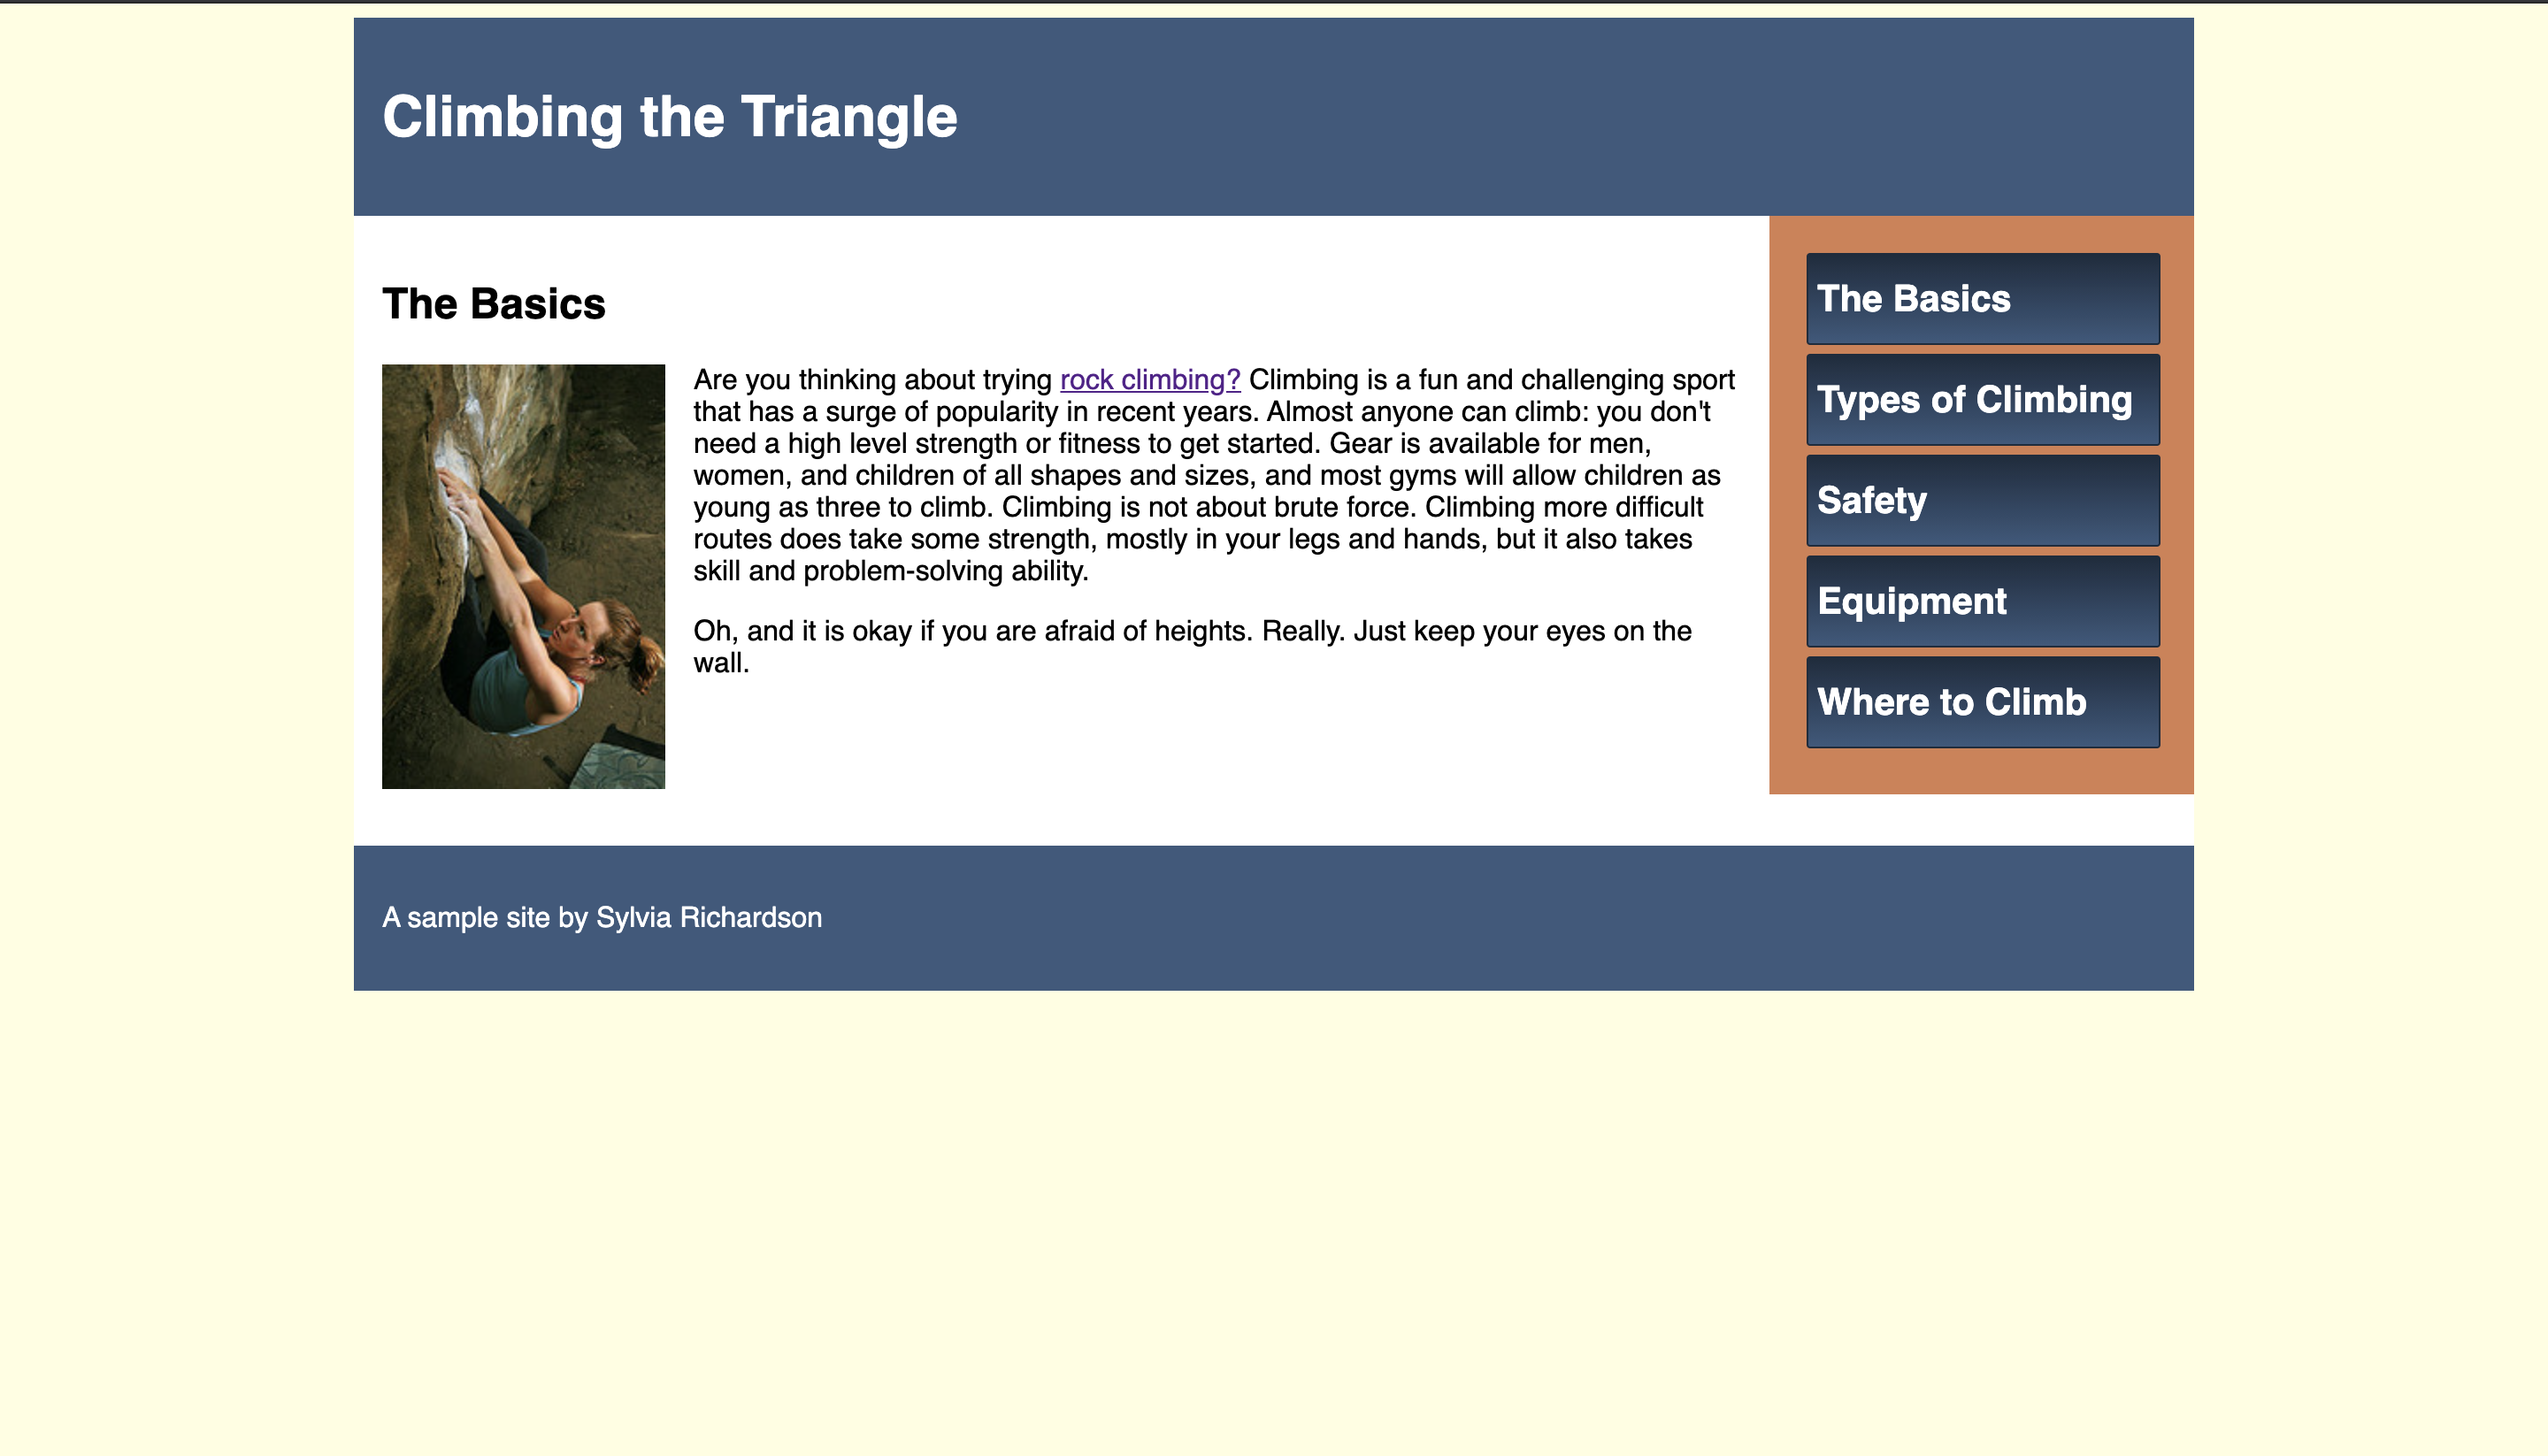 Climbing the Triangle
The Basics
Are you thinking about trying rock climbing? Climbing is a fun and challenging sport
that has a surge of popularity in recent years. Almost anyone can climb: you don't
need a high level strength or fitness to get started. Gear is available for men,
women, and children of all shapes and sizes, and most gyms will allow children as
young as three to climb. Climbing is not about brute force. Climbing more difficult
routes does take some strength, mostly in your legs and hands, but it also takes
skill and problem-solving ability.
Oh, and it is okay if you are afraid of heights. Really. Just keep your eyes on the
wall.
The Basics
Types of Climbing
Safety
Equipment
Where to Climb
A sample site by Sylvia Richardson